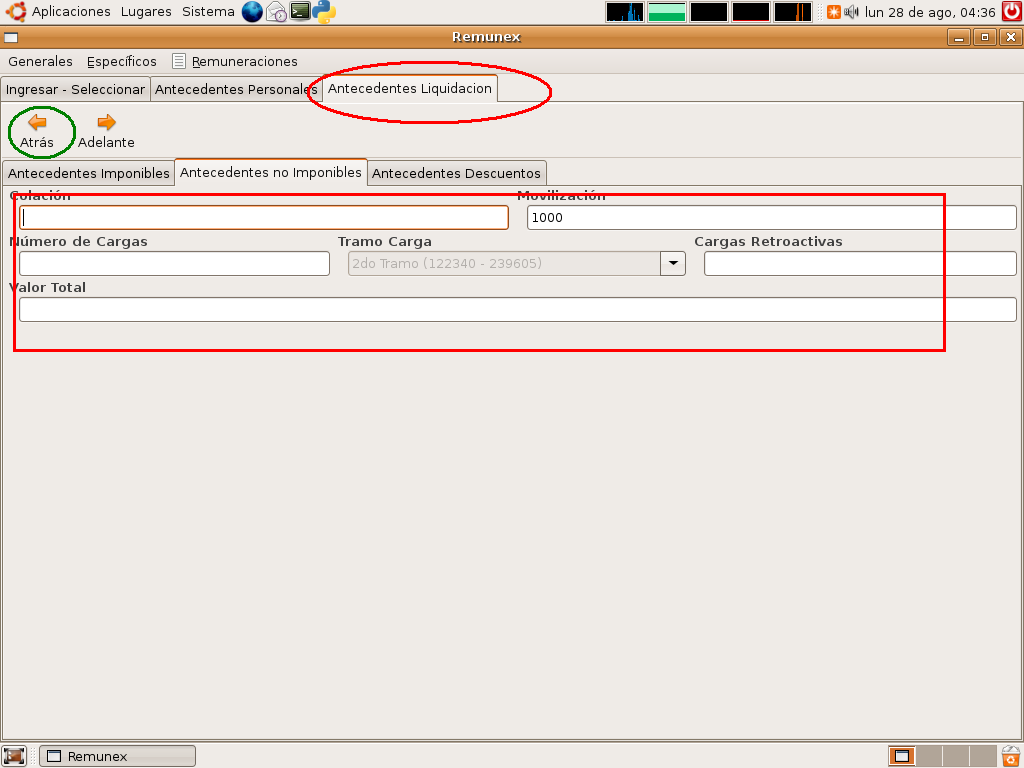 Aplicaciones Lugares Sistema lun 28 de ago, 04:36
Remunex
Generales Específicos Remuneraciones
Ingresar - Seleccionar Antecedentes Personales Antecedentes Liquidacion
Atrás Adelante
Antecedentes Imponibles Antecedentes no Imponibles Antecedentes Descuentos
Colación Movilización
1000
Número de Cargas Tramo Carga Cargas Retroactivas
2do Tramo (122340 - 239605)
Valor Total
Remunex